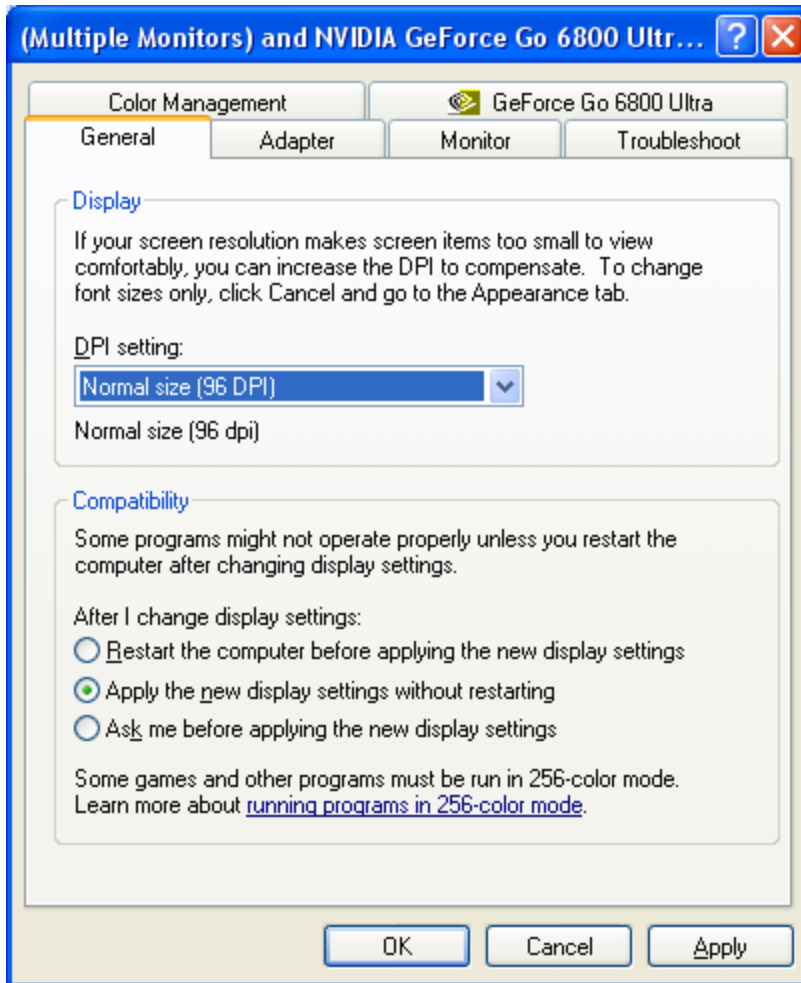 (Multiple Monitors) and NVIDIA GeForce Go 6800 Ultr...
Color Management
GeForce Go 6800 Ultra
General
Adapter
Monitor
Troubleshoot
Display
If your screen resolution makes screen items too small to view
comfortably, you can increase the DPI to compensate. To change
font sizes only, click Cancel and go to the Appearance tab.
DPI setting:
Normal size (96 DPI)
Normal size (96 dpi)
Compatibility
Some programs might not operate properly unless you restart the
computer after changing display settings.
After I change display settings:
Restart the computer before applying the new display settings
Apply the new display settings without restarting
Ask me before applying the new display settings
Some games and other programs must be run in 256-color mode.
Learn more about running programs in 256-color mode.
OK
Cancel
Apply